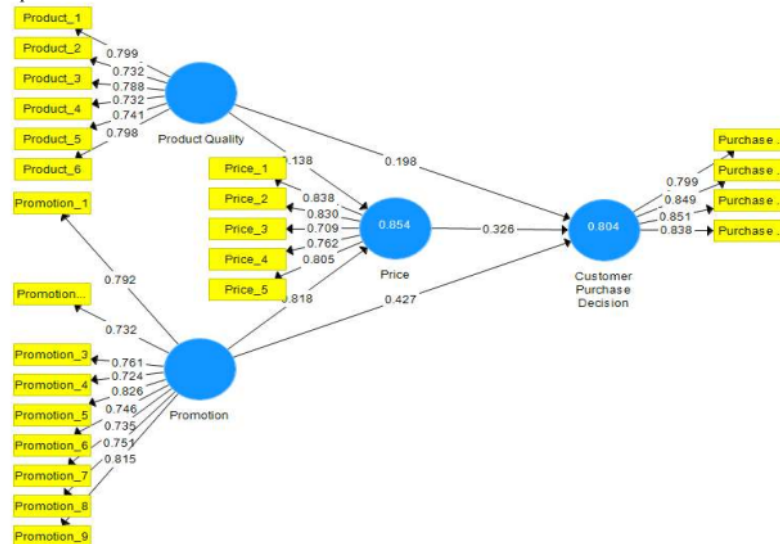 Product_1
Product_2
Product_3
Product_4
Product_5
Product_6
0.799
0.732
0.788
0.732
0.741
0.798
Product Quality
Promotion_1
Promotion...
Promotion_3
Promotion_4
Promotion_5
Promotion_6
Promotion_7
Promotion_8
Promotion_9
0.792
0.732
0.761
0.724
0.826
0.746
0.735
0.751
0.815
Promotion
Price_1
Price_2
Price_3
Price_4
Price_5
0.838
0.830
0.709
0.762
0.805
0.138
0.818
0.854
Price
0.198
0.326
0.427
0.804
Customer
Purchase
Decision
0.799
0.849
0.851
0.838
Purchase ..
Purchase ..
Purchase ..
Purchase ..